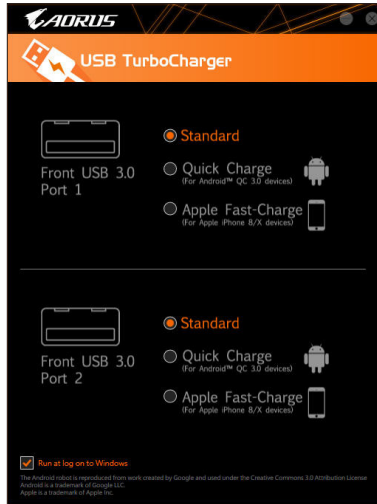 AORUS
USB TurboCharger
Front USB 3.0
Port 1
Standard
Quick Charge
(For Android™ QC 3.0 devices)
Apple Fast-Charge
(For Apple iPhone 8/X devices)
Front USB 3.0
Port 2
Standard
Quick Charge
(For Android™ QC 3.0 devices)
Apple Fast-Charge
(For Apple iPhone 8/X devices)
Run at log on to Windows
The Android robot is reproduced from work created by Google and used under the Creative Commons 3.0 Attribution License
Android is a trademark of Google LLC.
Apple is a trademark of Apple Inc.